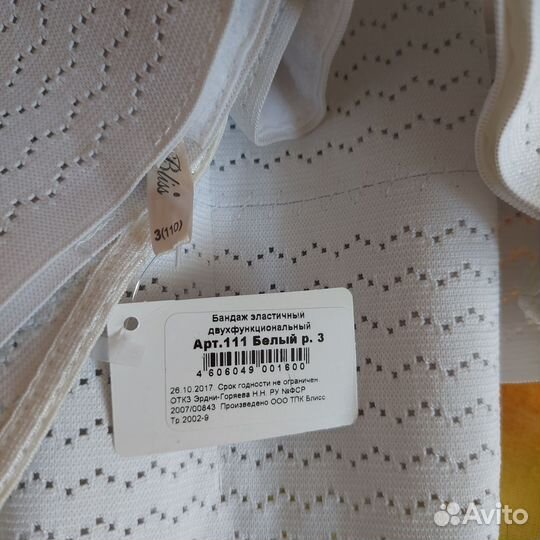 Bliss
3(110)
Бандаж эластичный
двухфункциональный
Арт.111 Белый р. 3
4 606049 001600
26.10.2017 Срок годности не ограничен
ОТКЗ Эрдни-Горяева Н.Н. РУ №ФСР
2007/00843 Произведено ООО ТПК Блисс
Тр.2002-9
Avito